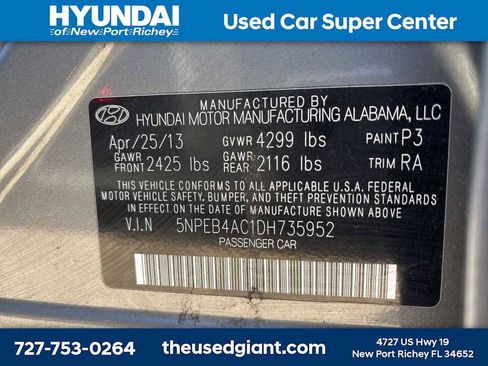 HYUNDAI
of New Port Richey
Used Car Super Center
MANUFACTURED BY
HYUNDAI MOTOR MANUFACTURING ALABAMA, LLC
Apr/25/13 GVWR 4299 lbs PAINT P3
GAWR FRONT 2425 lbs GAWR REAR 2116 lbs TRIM RA
THIS VEHICLE CONFORMS TO ALL APPLICABLE U.S.A. FEDERAL
MOTOR VEHICLE SAFETY, BUMPER, AND THEFT PREVENTION STANDARDS
IN EFFECT ON THE DATE OF MANUFACTURE SHOWN ABOVE.
V.I.N 5NPEB4AC1DH735952
PASSENGER CAR
727-753-0264
theusedgiant.com
4727 US Hwy 19
New Port Richey FL 34652